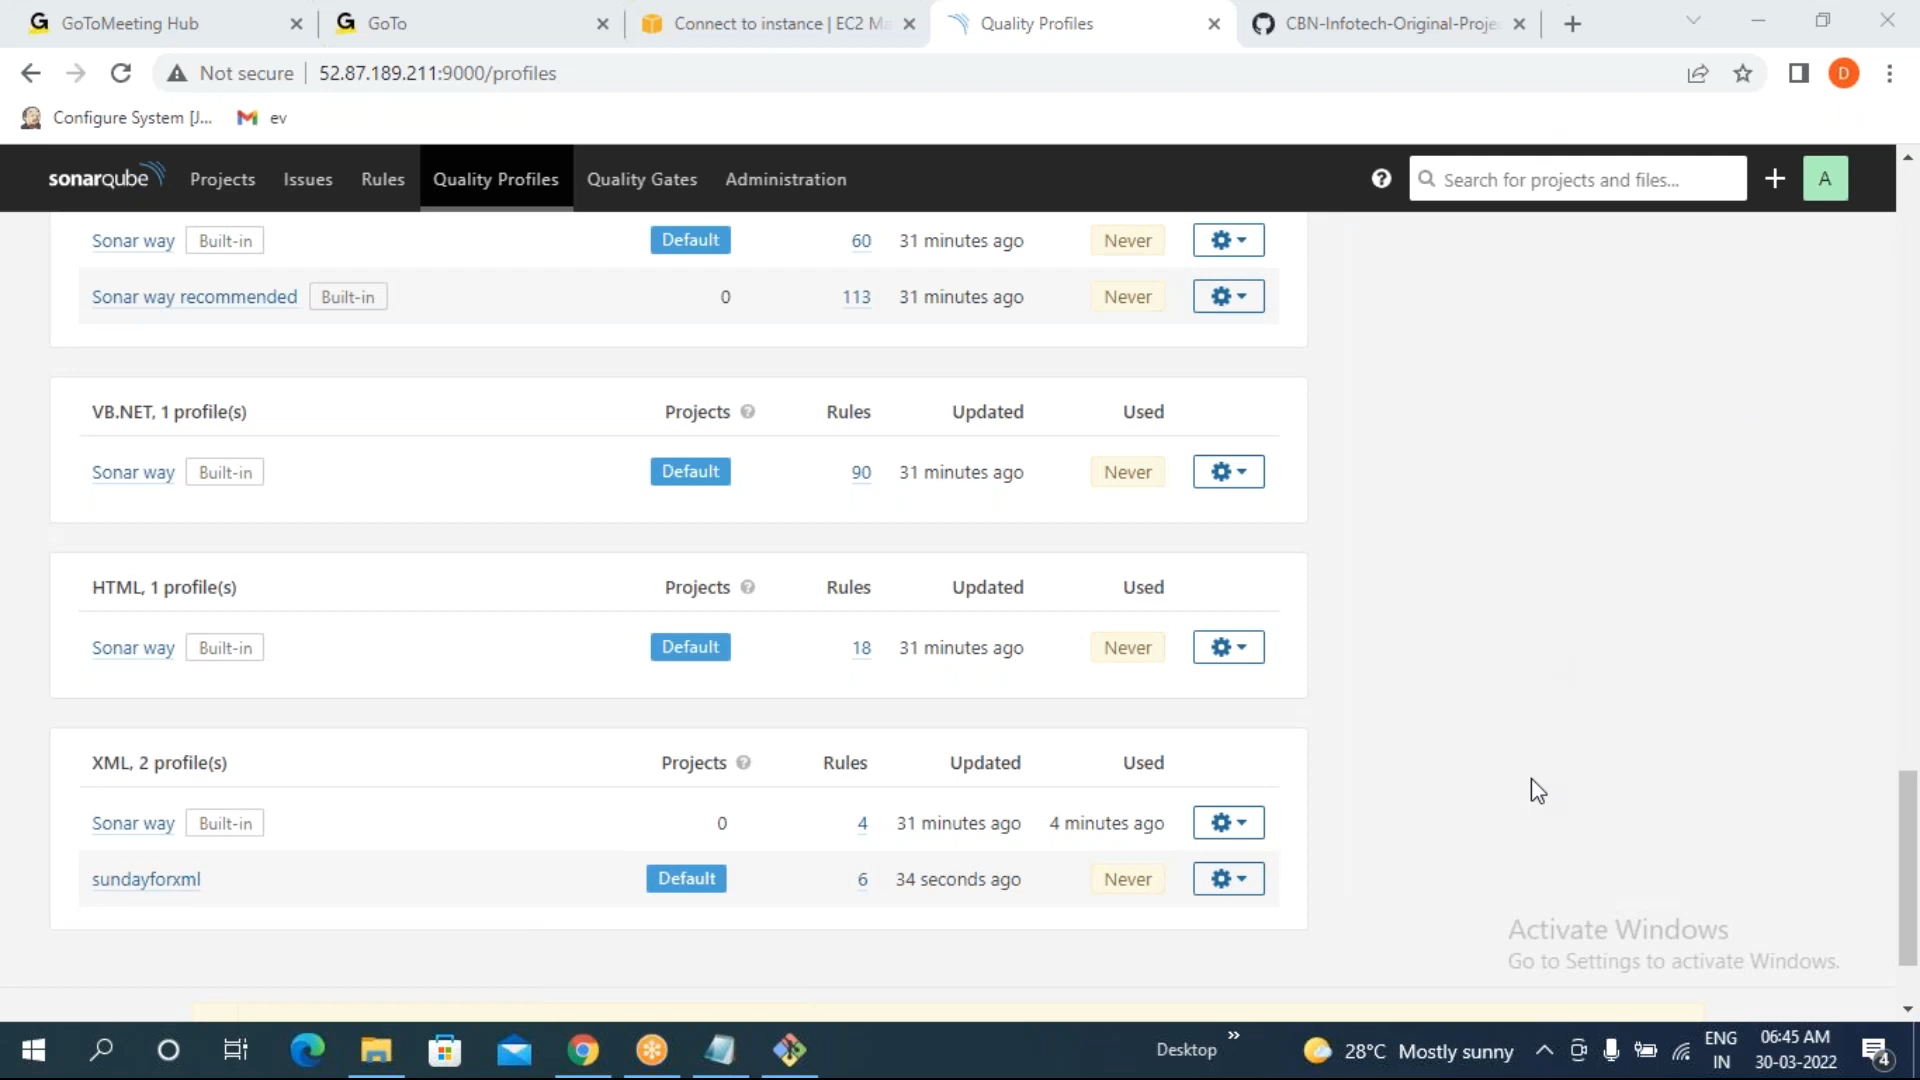 GoToMeeting Hub
GoTo
Connect to instance | EC2 Ma
Quality Profiles
CBN-Infotech-Original-Proje
Not secure
52.87.189.211:9000/profiles
D
Configure System [J...
ev
sonarqube
Projects
Issues
Rules
Quality Profiles
Quality Gates
Administration
Search for projects and files...
A
Sonar way Built-in Default 60 31 minutes ago Never
Sonar way recommended Built-in 0 113 31 minutes ago Never
VB.NET, 1 profile(s) Projects Rules Updated Used
Sonar way Built-in Default 90 31 minutes ago Never
HTML, 1 profile(s) Projects Rules Updated Used
Sonar way Built-in Default 18 31 minutes ago Never
XML, 2 profile(s) Projects Rules Updated Used
Sonar way Built-in 0 4 31 minutes ago 4 minutes ago
sundayforxml Default 6 34 seconds ago Never
Activate Windows
Go to Settings to activate Windows.
Desktop
28°C Mostly sunny
ENG
IN
06:45 AM
30-03-2022
4